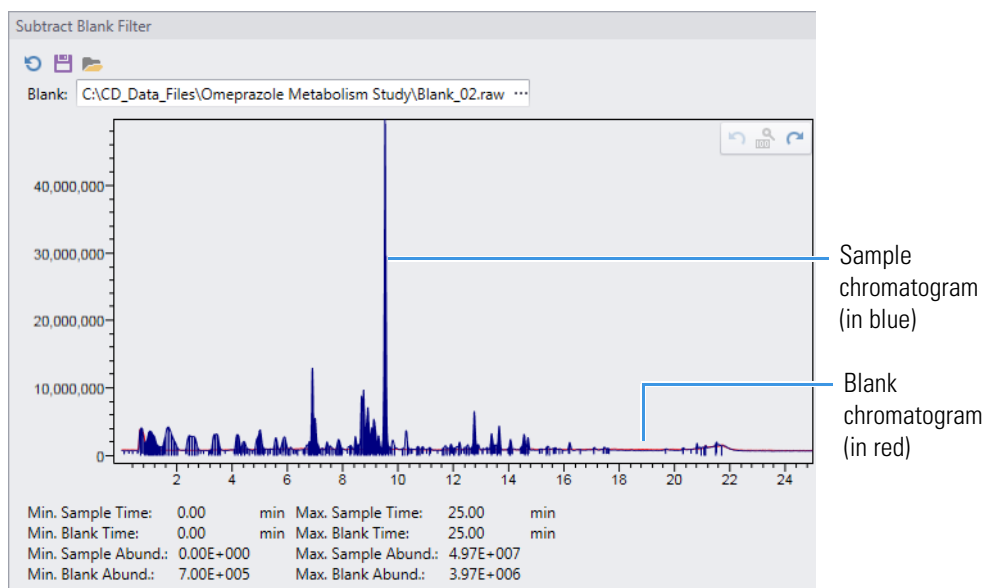 Subtract Blank Filter
Blank: C:\CD_Data_Files\Omeprazole Metabolism Study\Blank_02.raw ···
100
40,000,000
30,000,000
20,000,000
10,000,000
0
2 4 6 8 10 12 14 16 18 20 22 24
Sample
chromatogram
(in blue)
Blank
chromatogram
(in red)
Min. Sample Time: 0.00 min Max. Sample Time: 25.00 min
Min. Blank Time: 0.00 min Max. Blank Time: 25.00 min
Min. Sample Abund.: 0.00E+000 Max. Sample Abund.: 4.97E+007
Min. Blank Abund.: 7.00E+005 Max. Blank Abund.: 3.97E+006